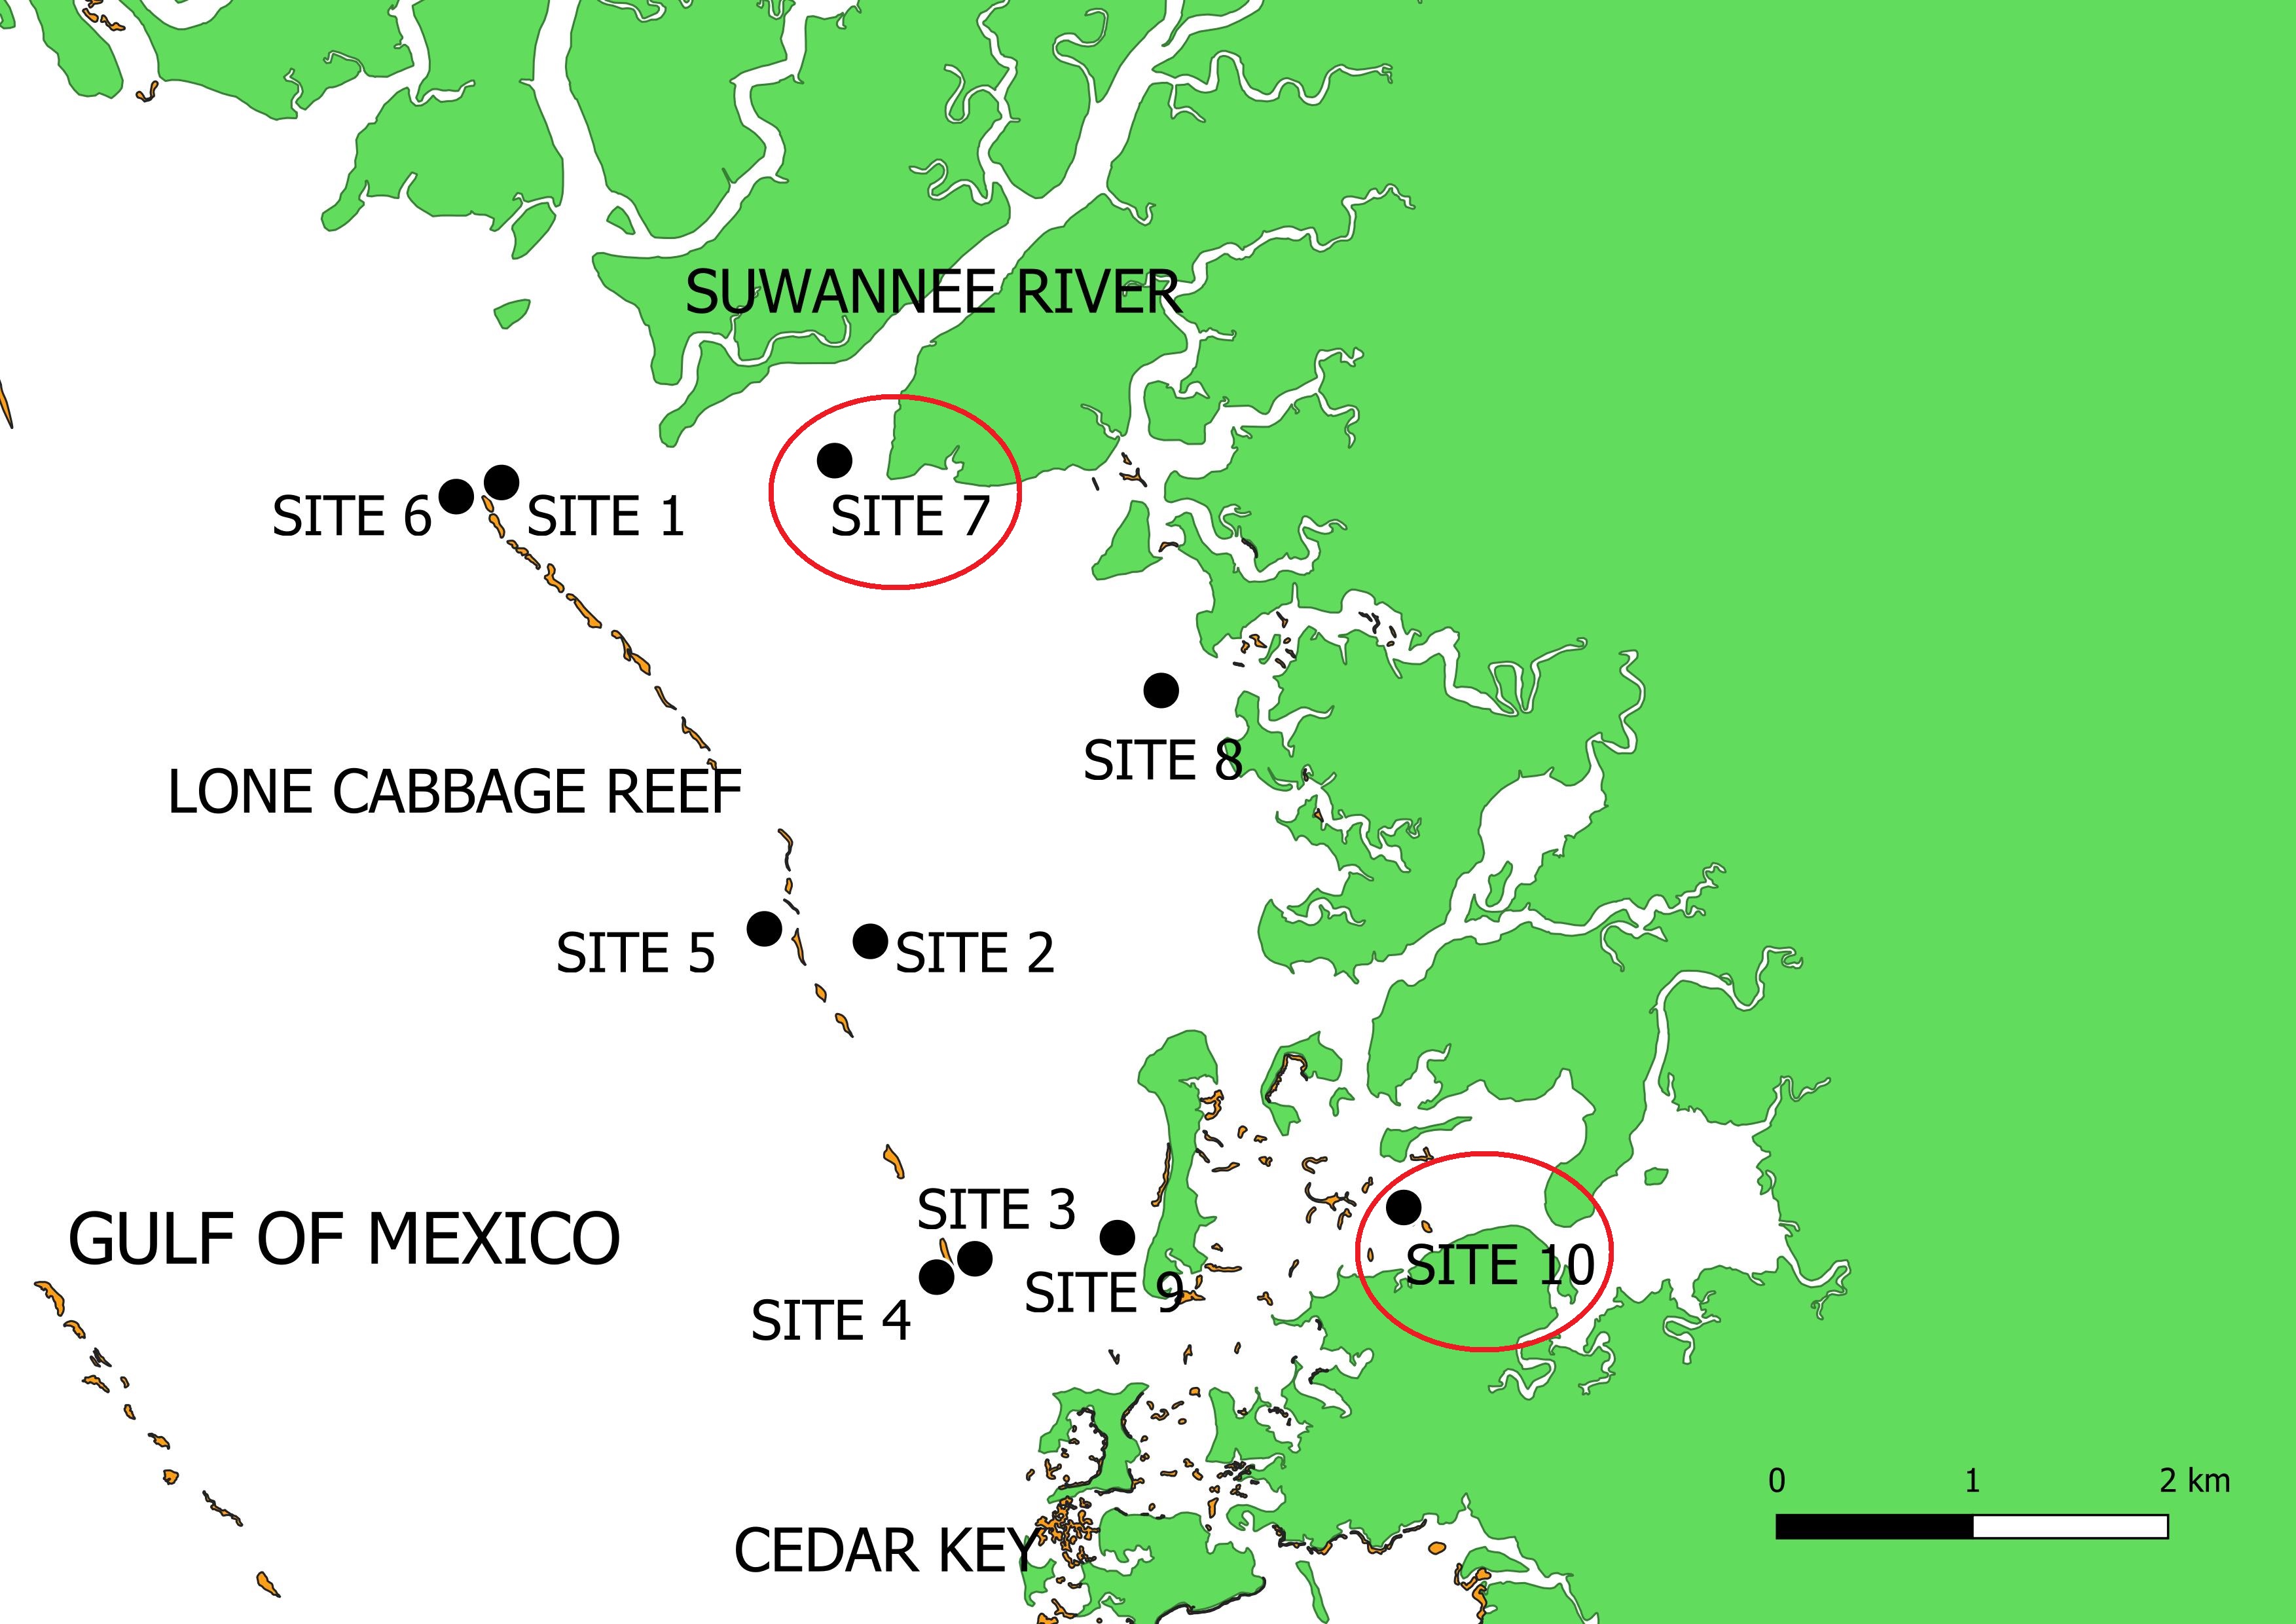 SUWANNEE RIVER
SITE 6
SITE 1
SITE 7
SITE 8
LONE CABBAGE REEF
SITE 5
SITE 2
SITE 3
GULF OF MEXICO
SITE 10
SITE 9
SITE 4
0 1 2 km
CEDAR KEY